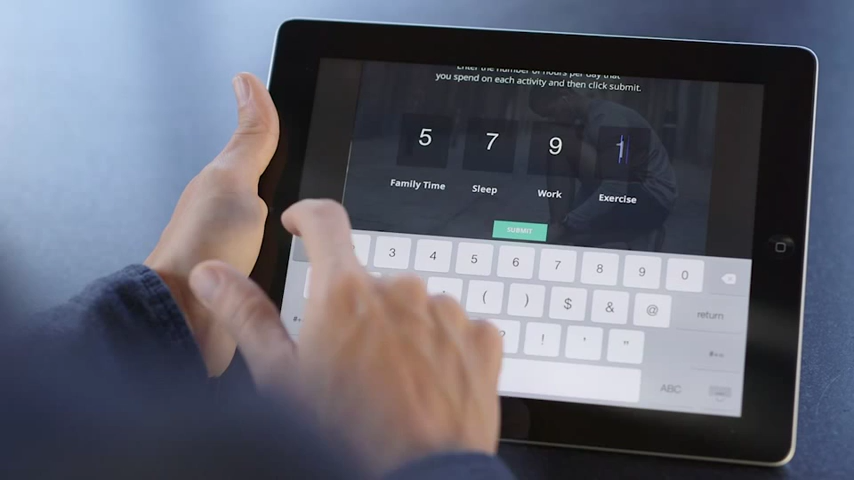 Enter the number of hours per day that
you spend on each activity and then click submit.
5 7 9 1
Family Time Sleep Work Exercise
SUBMIT
3 4 5 6 7 8 9 0
( ) $ & @ return
! ' " #+=
ABC